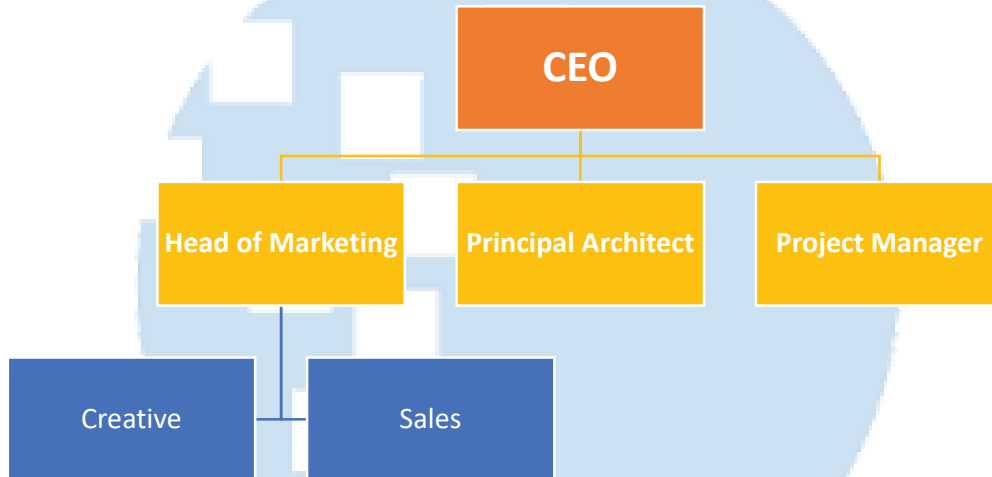 CEO
Head of Marketing
Principal Architect
Project Manager
Creative
Sales